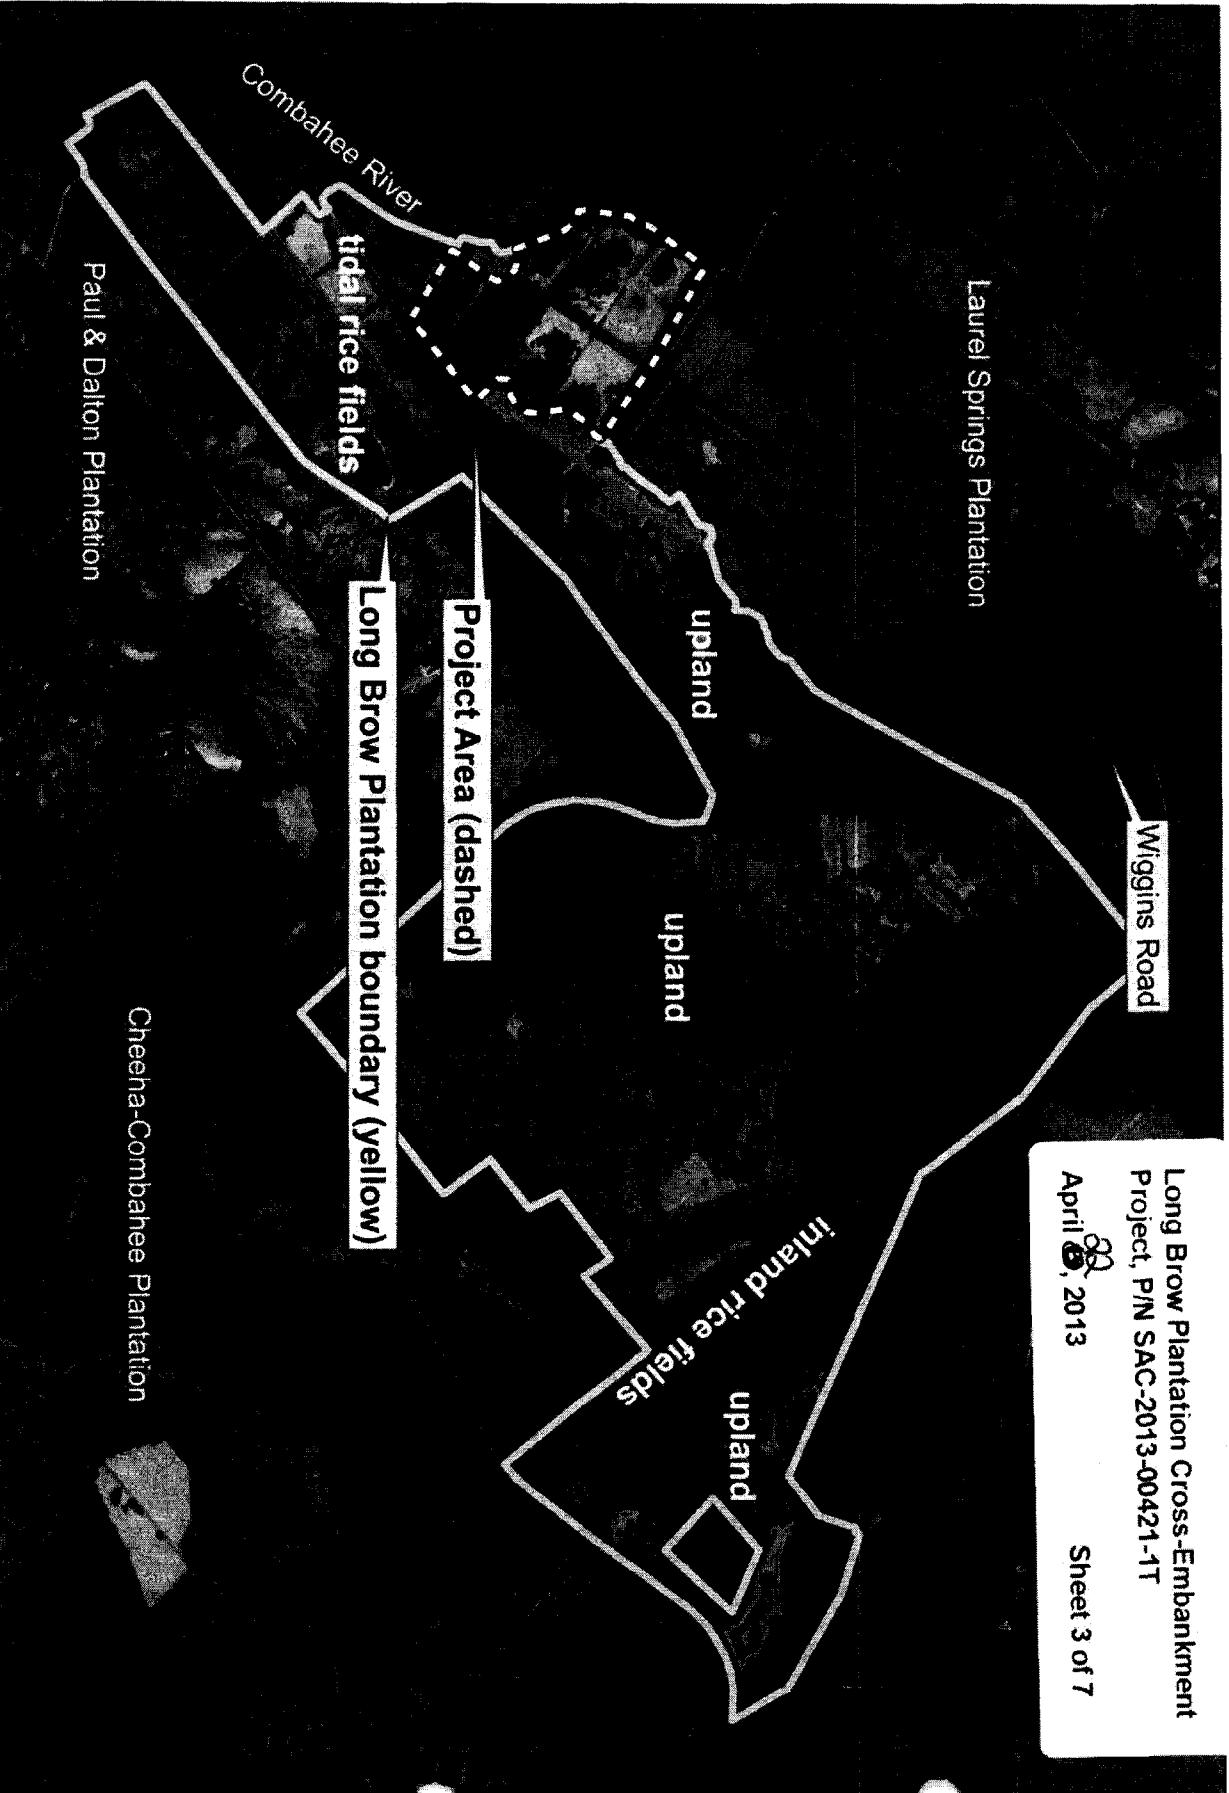 Long Brow Plantation Cross-Embankment
Project, P/N SAC-2013-00421-1T
April 22, 2013 Sheet 3 of 7
Wiggins Road
Laurel Springs Plantation
upland
upland
inland rice fields
upland
Combahee River
tidal rice fields
Project Area (dashed)
Long Brow Plantation boundary (yellow)
Paul & Dalton Plantation
Cheeha-Combahee Plantation